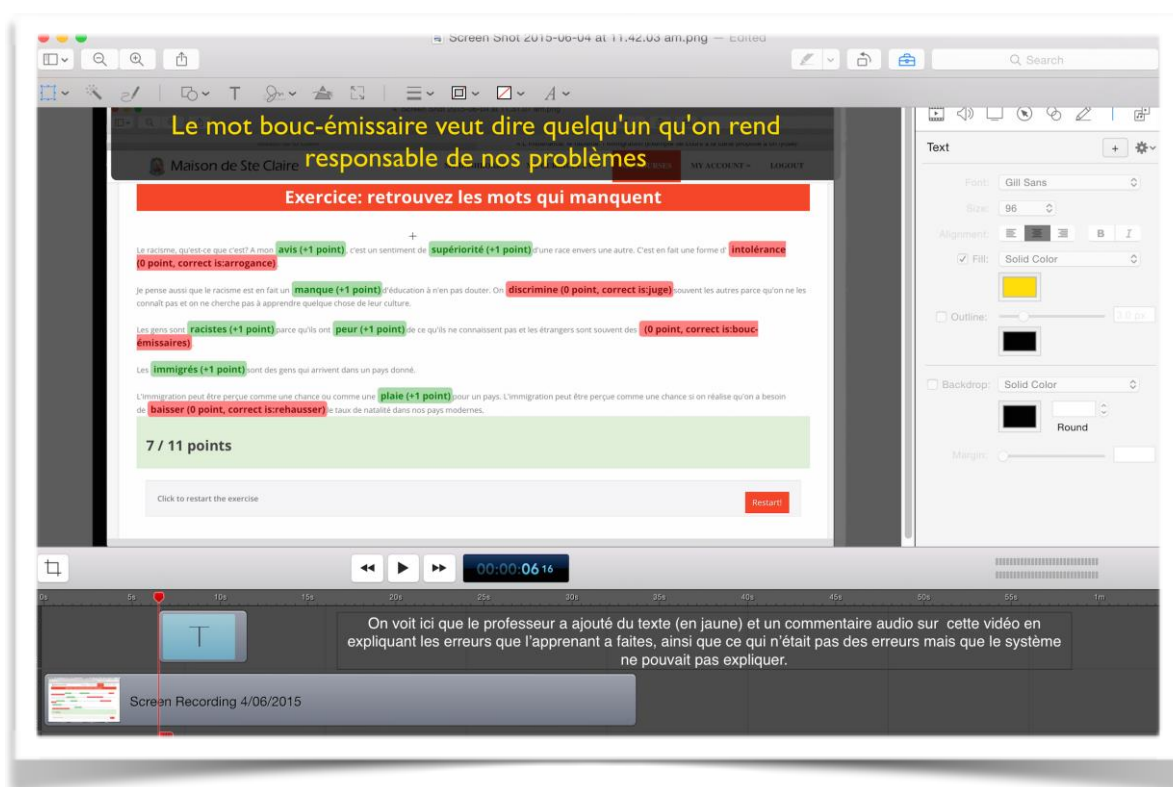 Screen Shot 2015-06-04 at 11.42.03 am.png — Edited
Search
Le mot bouc-émissaire veut dire quelqu'un qu'on rend
responsable de nos problèmes
Maison de Ste Claire
MY ACCOUNT
LOGOUT
Exercice: retrouvez les mots qui manquent
Le racisme, qu'est-ce que c'est? A mon avis (+1 point), c'est un sentiment de supériorité (+1 point) d'une race envers une autre. C'est en fait une forme d' intolérance
(0 point, correct is:arrogance)
Je pense aussi que le racisme est en fait un manque (+1 point) d'éducation à n'en pas douter. On discrimine (0 point, correct is:juge) souvent les autres parce qu'on ne les
connaît pas et on ne cherche pas à apprendre quelque chose de leur culture.
Les gens sont racistes (+1 point) parce qu'ils ont peur (+1 point) de ce qu'ils ne connaissent pas et les étrangers sont souvent des (0 point, correct is:bouc-
émissaires)
Les immigrés (+1 point) sont des gens qui arrivent dans un pays donné.
L'immigration peut être perçue comme une chance ou comme une plaie (+1 point) pour un pays. L'immigration peut être perçue comme une chance si on réalise qu'on a besoin
de baisser (0 point, correct is:rehausser) le taux de natalité dans nos pays modernes.
7 / 11 points
Click to restart the exercise
Restart!
Text
Font: Gill Sans
Size: 96
Alignment: B I
Fill: Solid Color
Outline: 3.0 px
Backdrop: Solid Color
Round
Margin:
00:00:06 16
0s 5s 10s 15s 20s 25s 30s 35s 40s 45s 50s 55s 1m
T
On voit ici que le professeur a ajouté du texte (en jaune) et un commentaire audio sur cette vidéo en
expliquant les erreurs que l'apprenant a faites, ainsi que ce qui n'était pas des erreurs mais que le système
ne pouvait pas expliquer.
Screen Recording 4/06/2015